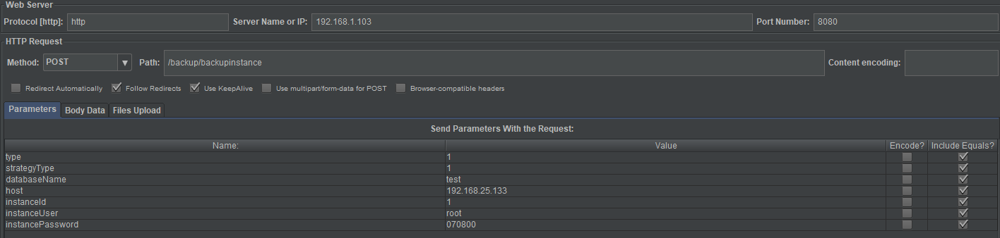 Web Server
Protocol [http]: http Server Name or IP: 192.168.1.103 Port Number: 8080
HTTP Request
Method: POST Path: /backup/backupinstance Content encoding:
Redirect Automatically Follow Redirects Use KeepAlive Use multipart/form-data for POST Browser-compatible headers
Parameters Body Data Files Upload
Send Parameters With the Request:
Name: Value Encode? Include Equals?
type 1
strategyType 1
databaseName test
host 192.168.25.133
instanceId 1
instanceUser root
instancePassword 070800